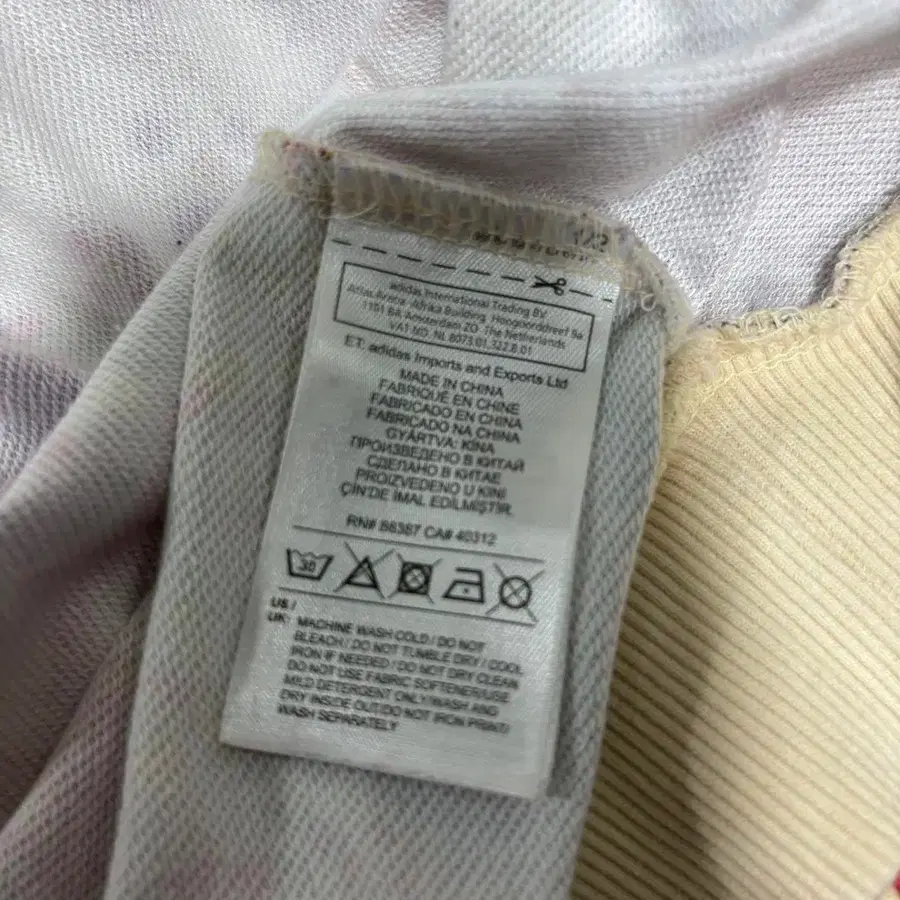 adidas International Trading BV.
Atlas Arena - Afrika Building, Hoogoorddreef 9a
1101 BA Amsterdam ZO The Netherlands
VAT NO. NL 8073.01.322.B.01
ET. adidas Imports and Exports Ltd
MADE IN CHINA
FABRIQUÉ EN CHINE
FABRICADO EN CHINA
FABRICADO NA CHINA
GYÁRTVA: KÍNA
ПРОИЗВЕДЕНО В КИТАЙ
СДЕЛАНО В КИТАЕ
PROIZVEDENO U KINI
ÇİN'DE İMAL EDİLMİŞTİR.
RN# 88387 CA# 40312
30
US /
UK: MACHINE WASH COLD / DO NOT
BLEACH / DO NOT TUMBLE DRY / COOL
IRON IF NEEDED / DO NOT DRY CLEAN
DO NOT USE FABRIC SOFTENER/USE
MILD DETERGENT ONLY/WASH AND
DRY INSIDE OUT/DO NOT IRON PRINT/
WASH SEPARATELY